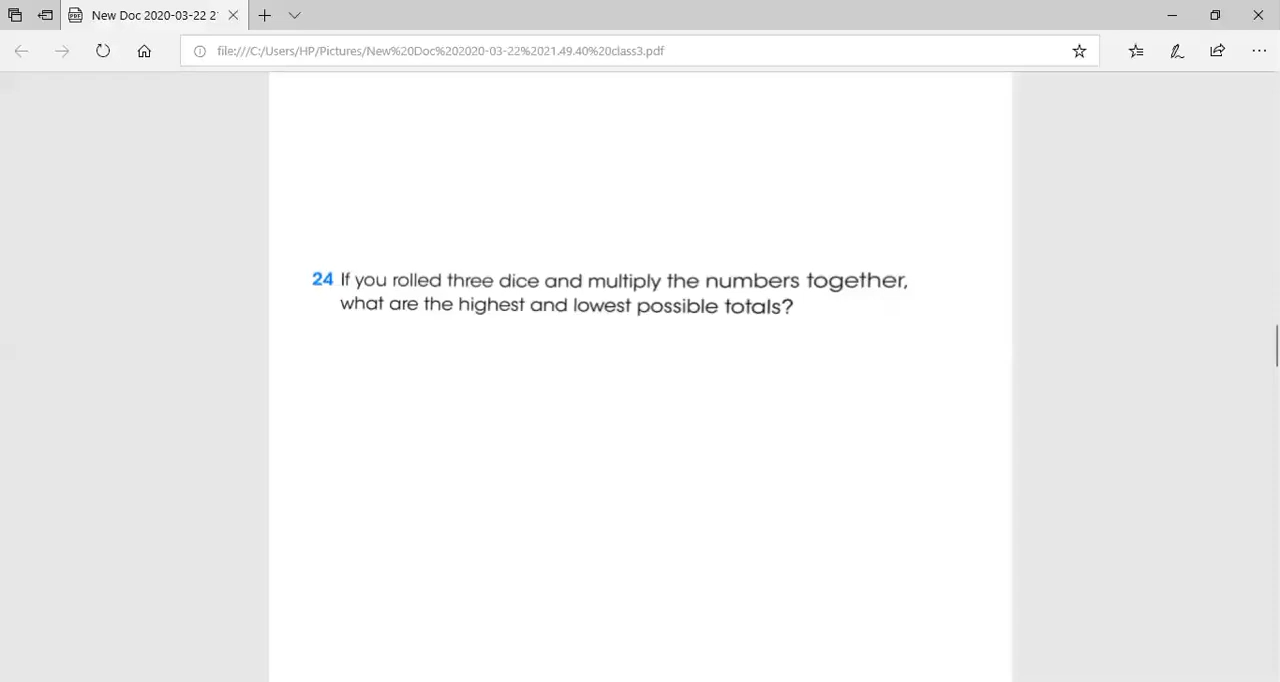 New Doc 2020-03-22 2
file:///C:/Users/HP/Pictures/New%20Doc%202020-03-22%2021.49.40%20class3.pdf
24 If you rolled three dice and multiply the numbers together,
what are the highest and lowest possible totals?